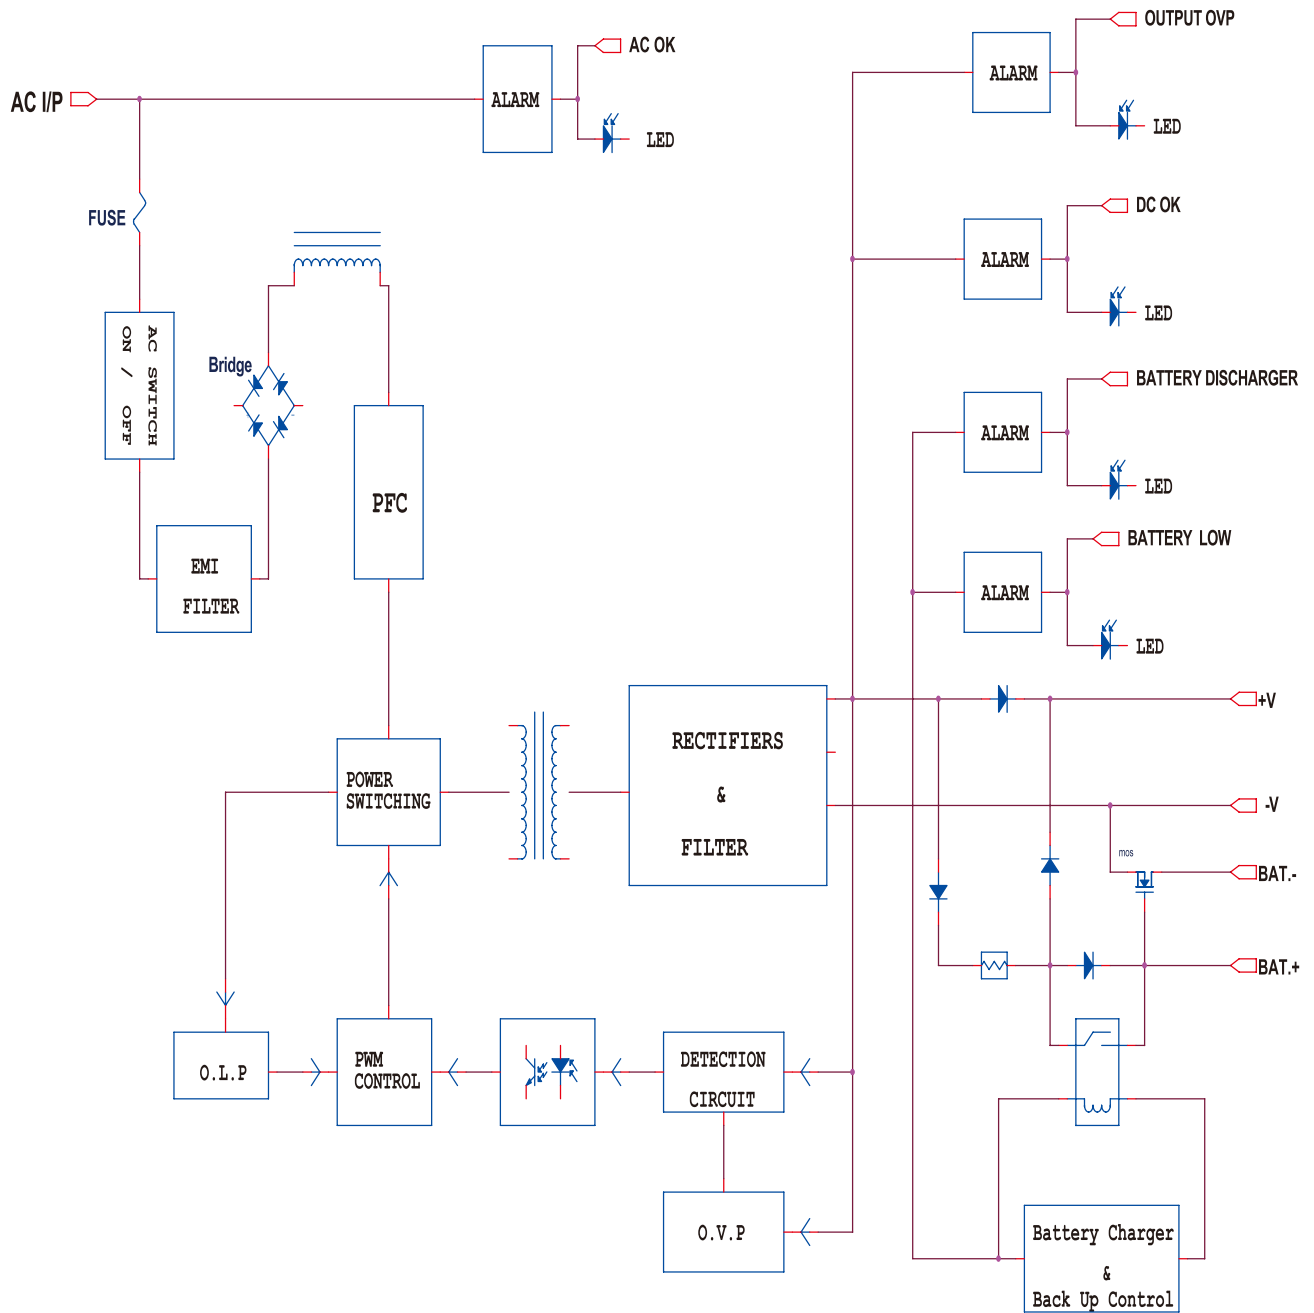 OUTPUT OVP
AC OK
ALARM
AC I/P
ALARM
LED
LED
FUSE
DC OK
ALARM
LED
AC SWITCH
ON / OFF
Bridge
BATTERY DISCHARGER
ALARM
LED
PFC
BATTERY LOW
EMI
FILTER
ALARM
LED
+V
RECTIFIERS
&
FILTER
POWER
SWITCHING
-V
mos
BAT.-
BAT.+
O.L.P
PWM
CONTROL
DETECTION
CIRCUIT
O.V.P
Battery Charger
&
Back Up Control